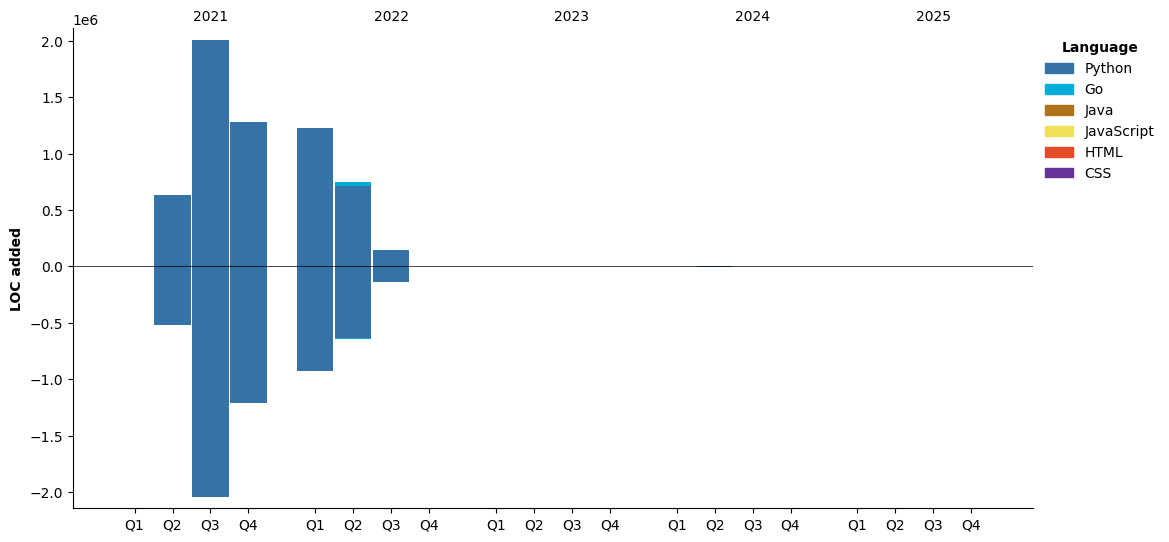 1e6
2021 2022 2023 2024 2025
2.0
1.5
1.0
0.5
0.0
−0.5
−1.0
−1.5
−2.0
LOC added
Q1 Q2 Q3 Q4 Q1 Q2 Q3 Q4 Q1 Q2 Q3 Q4 Q1 Q2 Q3 Q4 Q1 Q2 Q3 Q4
Language
Python
Go
Java
JavaScript
HTML
CSS